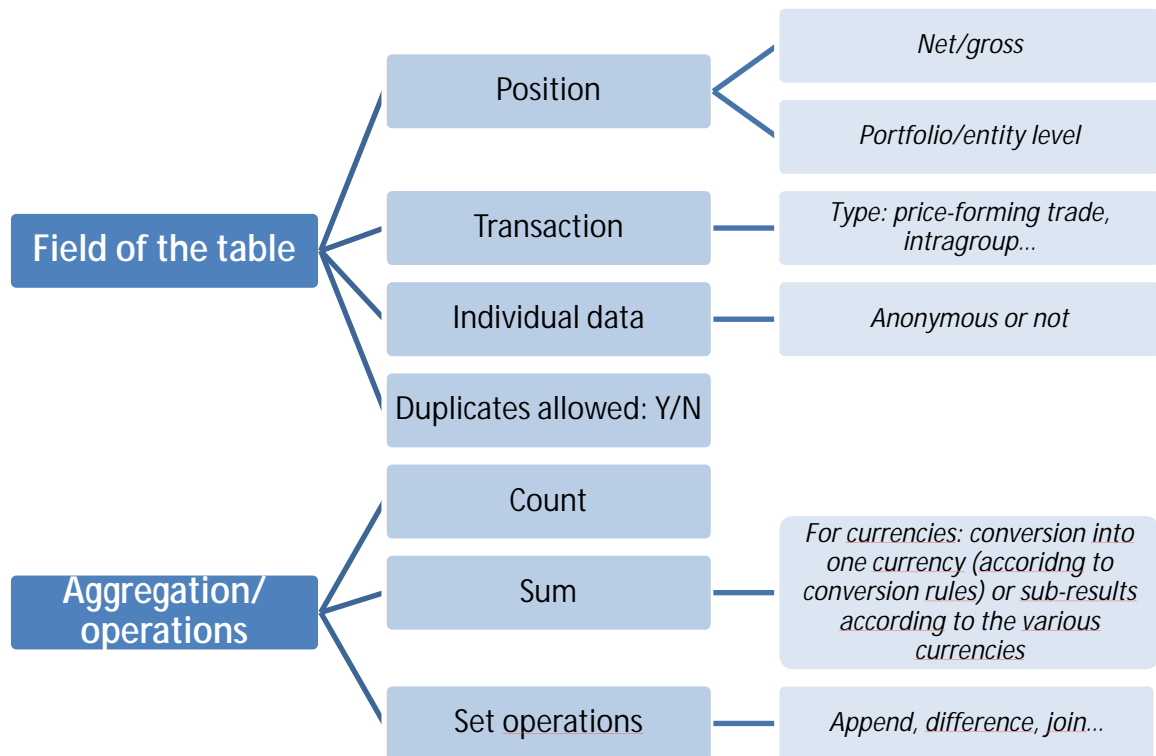 Field of the table
Position
Net/gross
Portfolio/entity level
Transaction
Type: price-forming trade,
intragroup...
Individual data
Anonymous or not
Duplicates allowed: Y/N
Aggregation/
operations
Count
Sum
For currencies: conversion into
one currency (accoridng to
conversion rules) or sub-results
according to the various
currencies
Set operations
Append, difference, join...